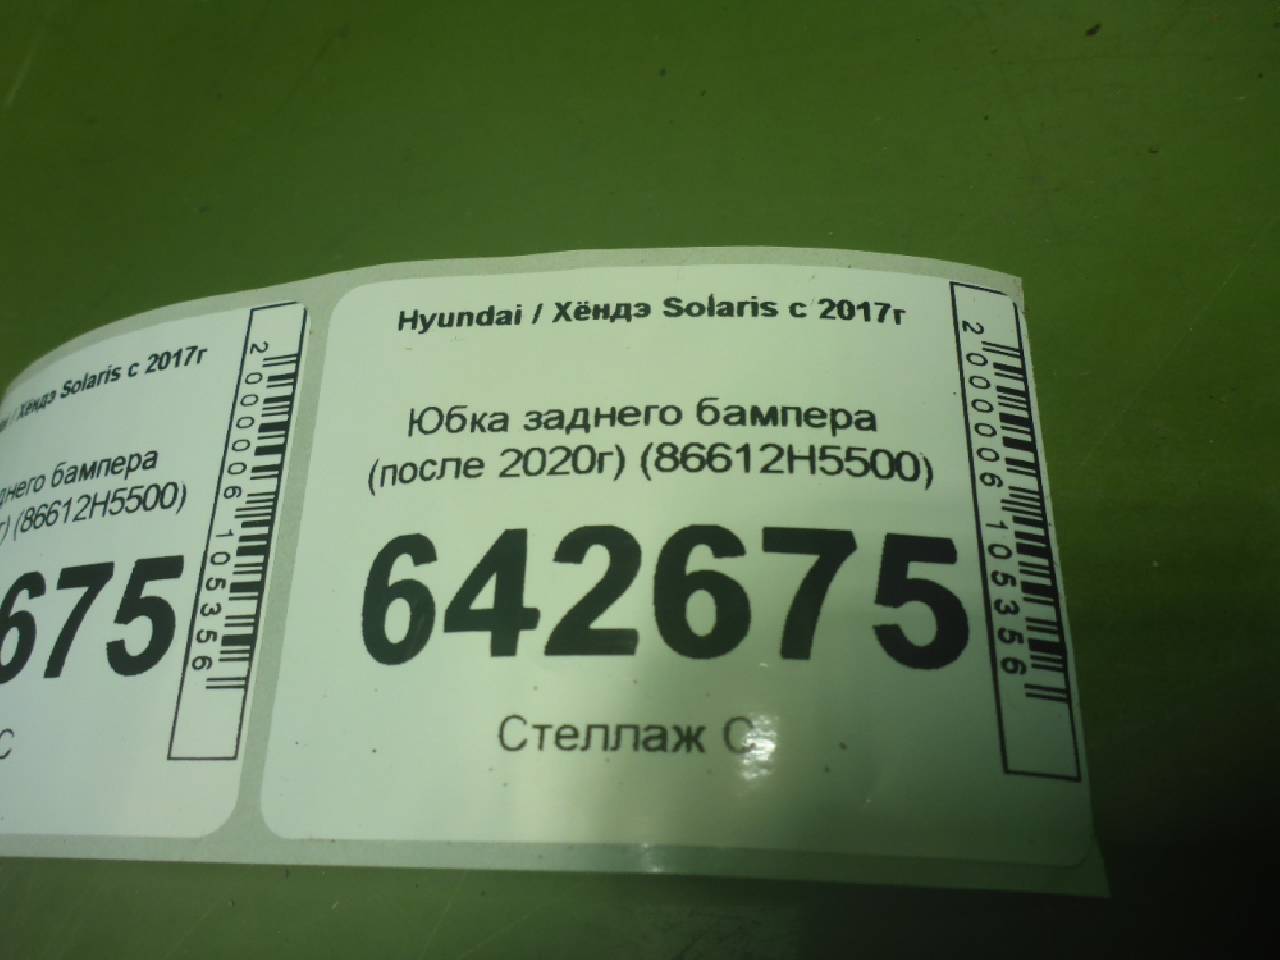 Hyundai / Хёндэ Solaris с 2017г
Юбка заднего бампера
(после 2020г) (86612H5500)
642675
Стеллаж С
2000006105356
/ Хёндэ Solaris с 2017г
бампера
(86612H5500)
675
С
2000006105356